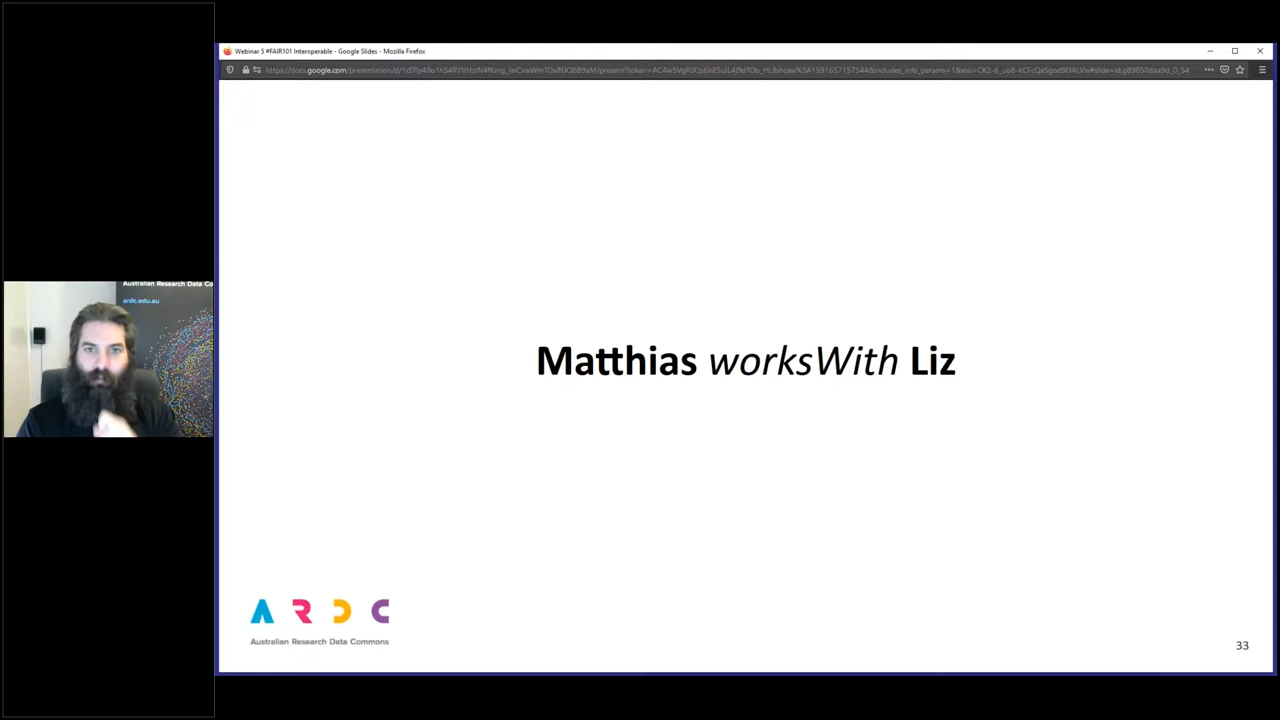 Webinar 5 #FAIR101 Interoperable - Google Slides - Mozilla Firefox
Australian Research Data Co
ardc.edu.au
Matthias worksWith Liz
A R D C
Australian Research Data Commons
33